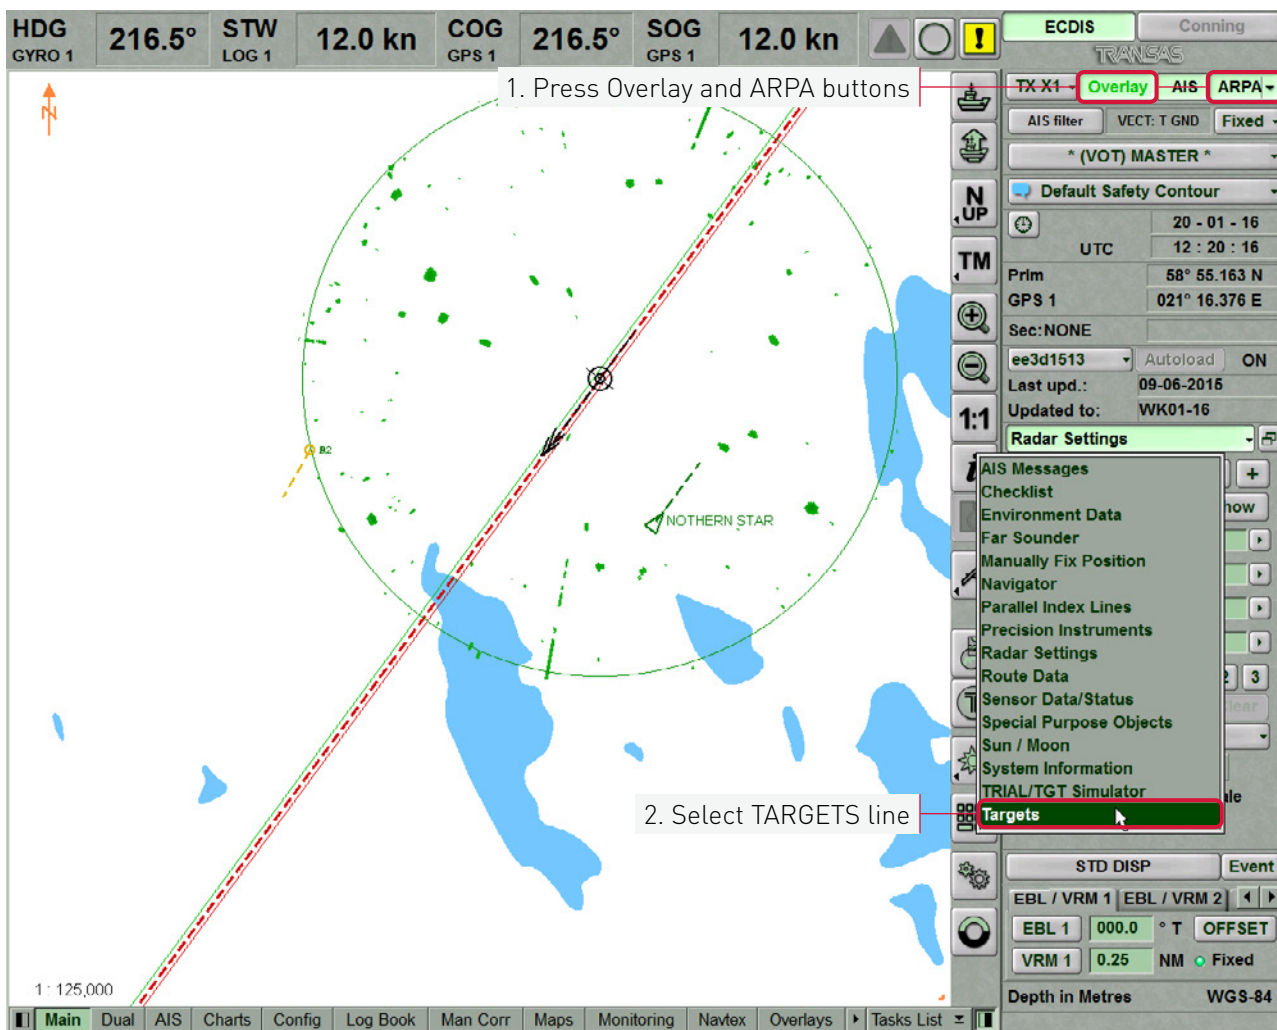 HDG 216.5° STW 12.0 kn COG 216.5° SOG 12.0 kn ! ECDIS Conning
GYRO 1 LOG 1 GPS 1 GPS 1
TRANSAS
1. Press Overlay and ARPA buttons
TX X1 Overlay AIS ARPA
AIS filter VECT: T GND Fixed
* (VOT) MASTER *
Default Safety Contour
20 - 01 - 16
UTC 12 : 20 : 16
Prim 58° 55.163 N
GPS 1 021° 16.376 E
Sec: NONE
ee3d1513 Autoload ON
Last upd.: 09-06-2015
Updated to: WK01-16
Radar Settings
N
N
UP
TM
1:1
i
AIS Messages
+
Checklist
Environment Data
Far Sounder
Manually Fix Position
Navigator
Parallel Index Lines
Precision Instruments
Radar Settings
Route Data
3
Sensor Data/Status
Special Purpose Objects
Sun / Moon
System Information
TRIAL/TGT Simulator
Targets
2. Select TARGETS line
NOTHERN STAR
STD DISP Event
EBL / VRM 1 EBL / VRM 2
EBL 1 000.0 ° T OFFSET
VRM 1 0.25 NM Fixed
Depth in Metres WGS-84
1 : 125,000
Main Dual AIS Charts Config Log Book Man Corr Maps Monitoring Navtex Overlays Tasks List